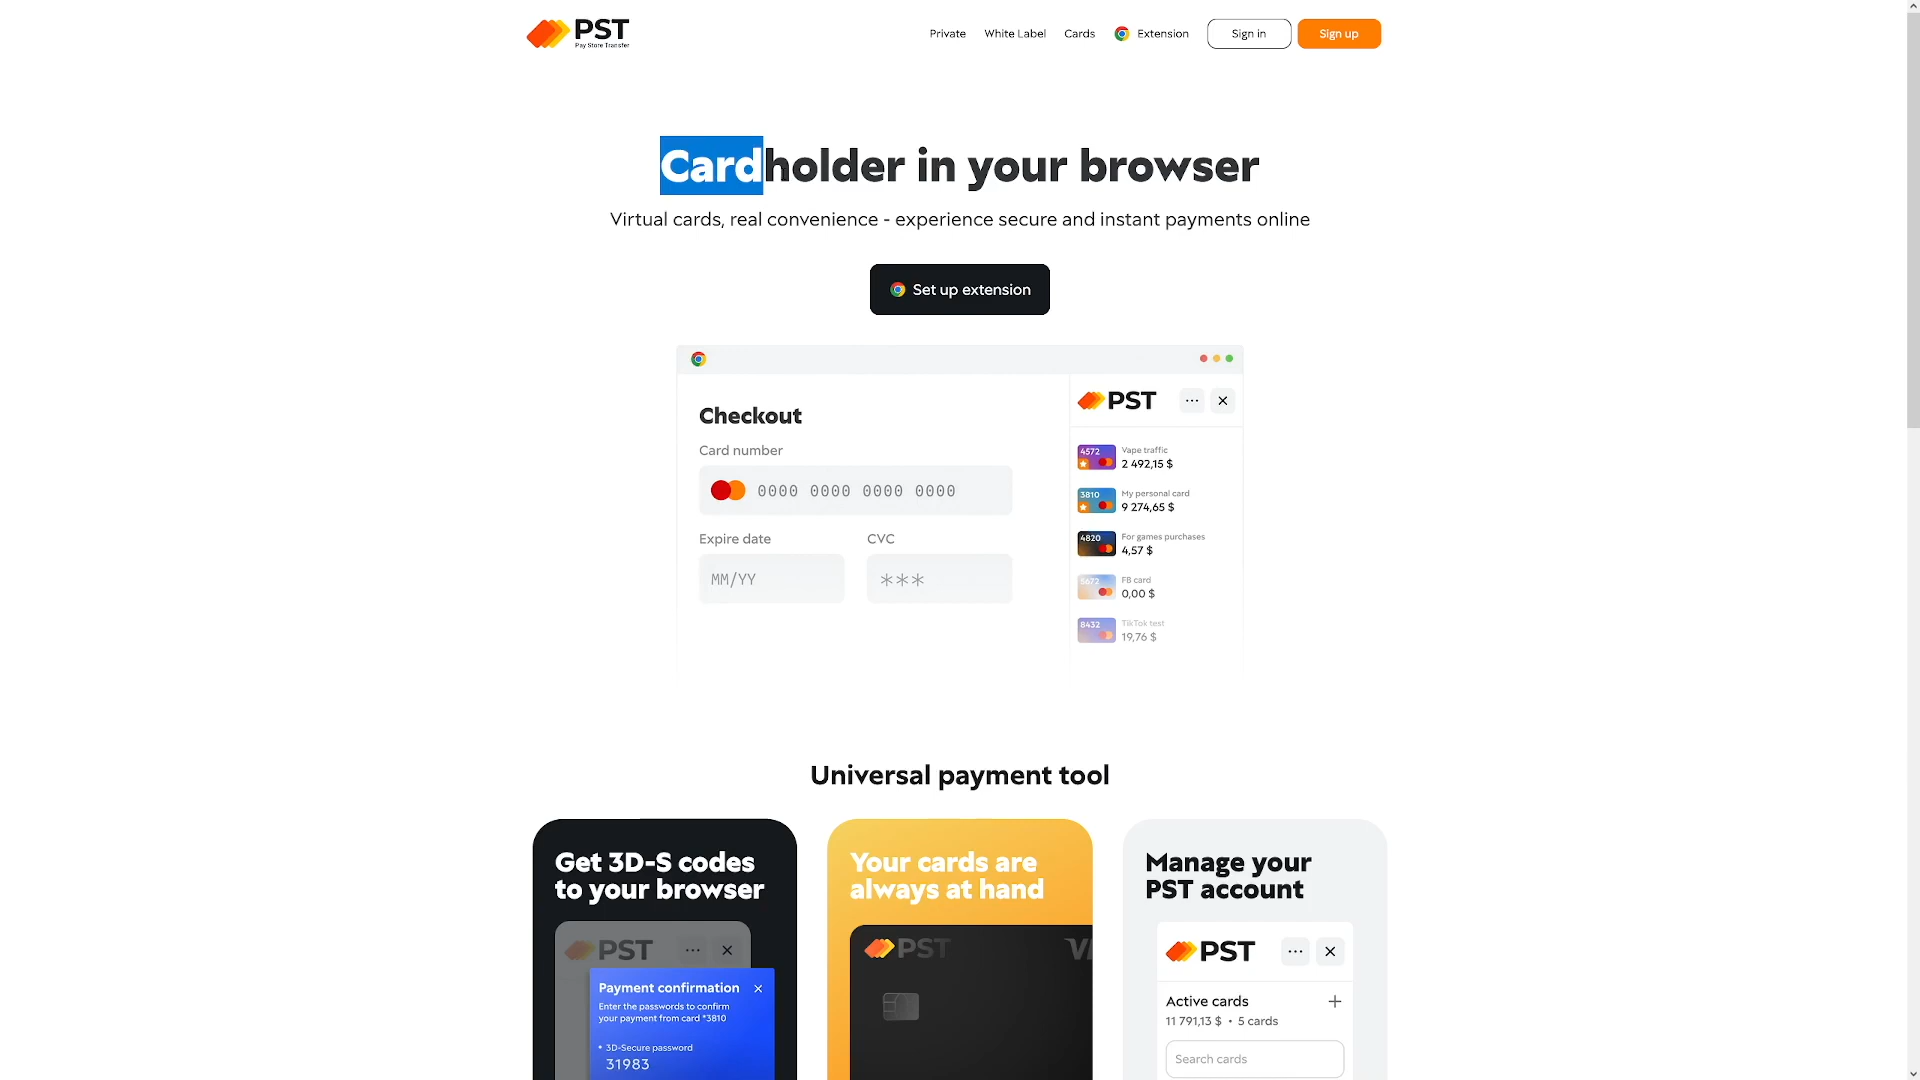 PST
Pay Store Transfer
Private
White Label
Cards
Extension
Sign in
Sign up
Cardholder in your browser
Virtual cards, real convenience - experience secure and instant payments online
Set up extension
Checkout
Card number
0000 0000 0000 0000
Expire date
CVC
MM/YY
***
PST
4572
Vape traffic
2 492,15 $
3810
My personal card
9 274,65 $
4820
For games purchases
4,57 $
5672
FB card
0,00 $
8432
TikTok test
19,76 $
Universal payment tool
Get 3D-S codes
to your browser
PST
Payment confirmation
Enter the passwords to confirm
your payment from card *3810
• 3D-Secure password
31983
Your cards are
always at hand
PST
VI
Manage your
PST account
PST
Active cards
11 791,13 $ • 5 cards
Search cards